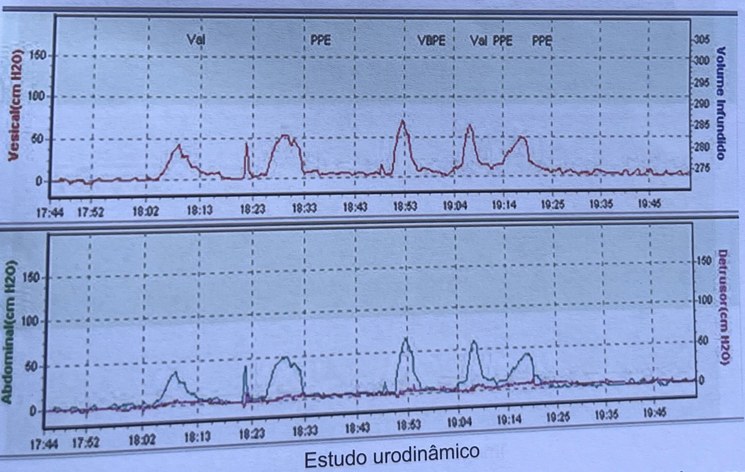 Val PPE VBPE Val PPE PPE
Vesical(cm H2O)
150
100
50
0
305
300
295
290
285
280
275
Volume Infundido
17:44 17:52 18:02 18:13 18:23 18:33 18:43 18:53 19:04 19:14 19:25 19:35 19:45
Abdominal(cm H2O)
150
100
50
0
150
100
50
0
Detrusor(cm H2O)
17:44 17:52 18:02 18:13 18:23 18:33 18:43 18:53 19:04 19:14 19:25 19:35 19:45
Estudo urodinâmico